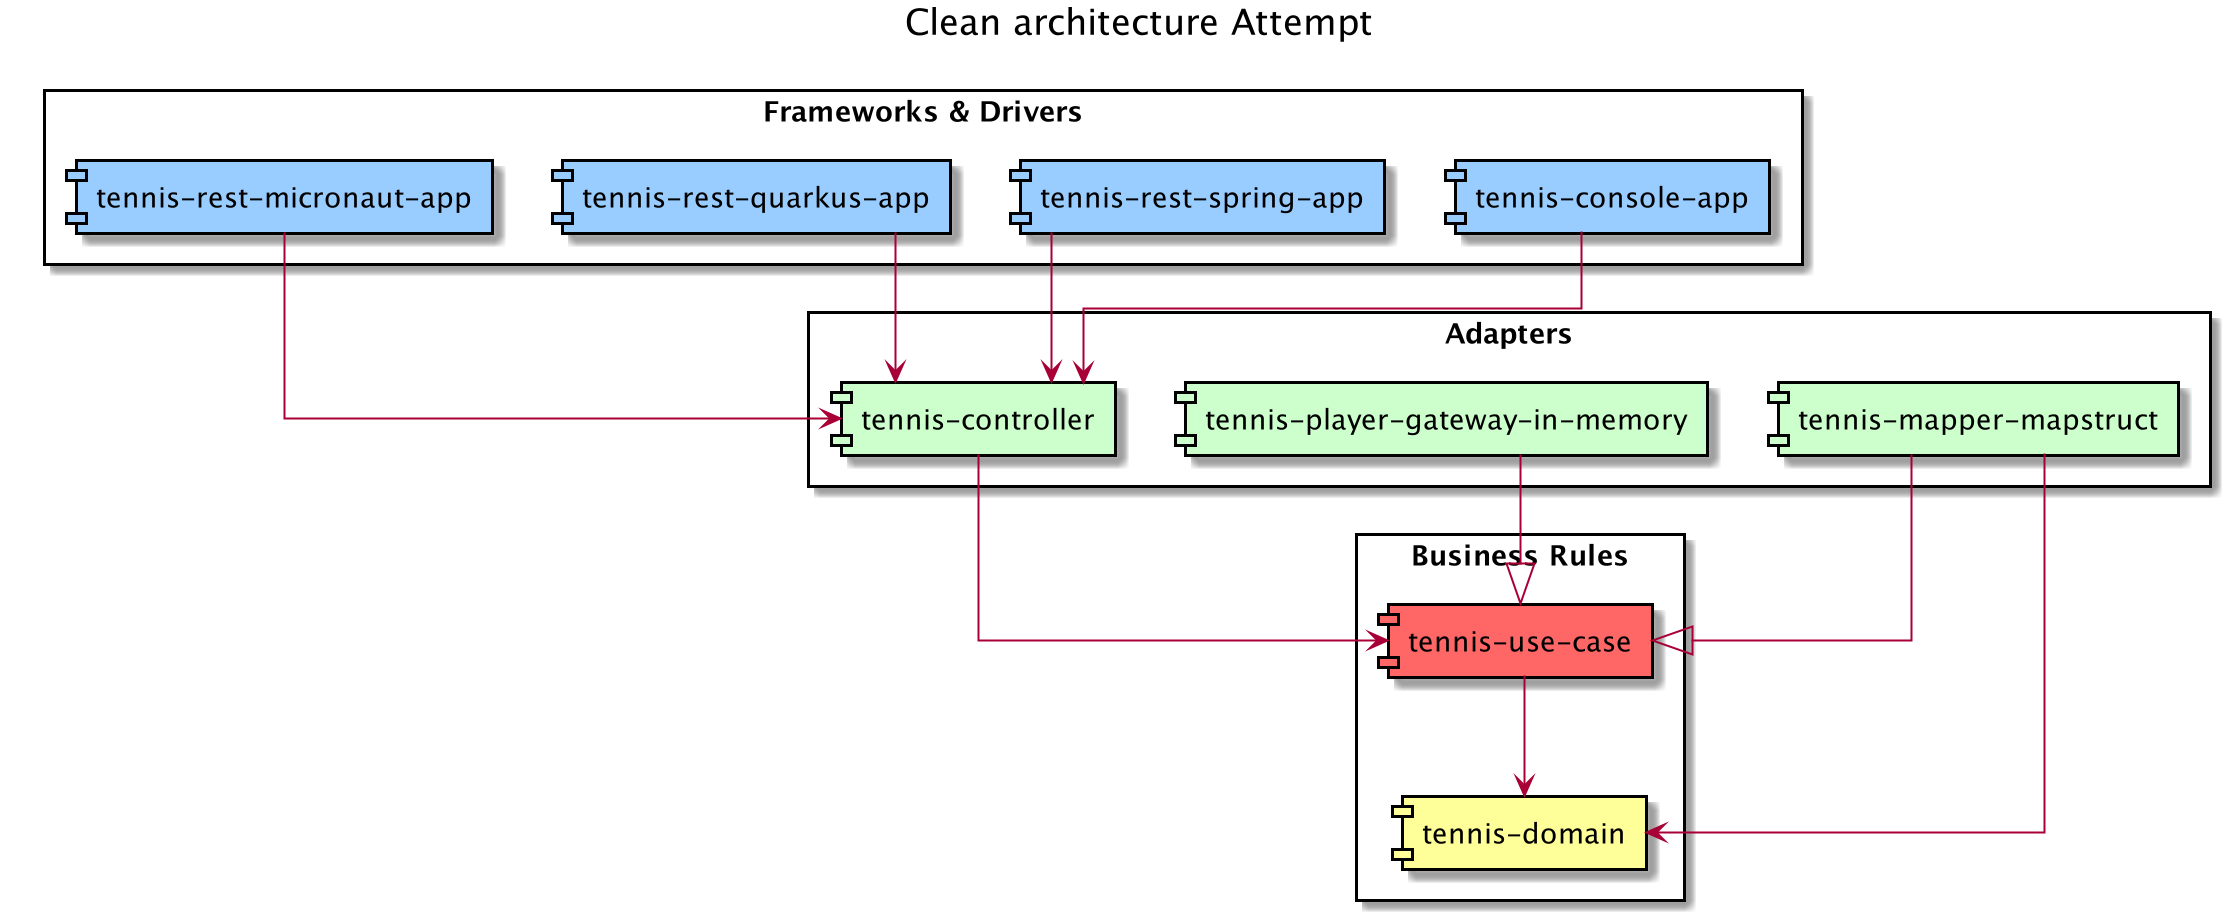 Clean architecture Attempt
Frameworks & Drivers
tennis-rest-micronaut-app
tennis-rest-quarkus-app
tennis-rest-spring-app
tennis-console-app
Adapters
tennis-controller
tennis-player-gateway-in-memory
tennis-mapper-mapstruct
Business Rules
tennis-use-case
tennis-domain